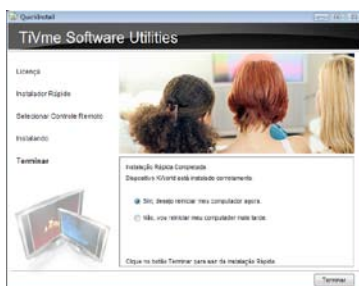 QuickInstall
TiVme Software Utilities
Licença
Instalador Rápido
Selecionar Controle Remoto
Instalando
Terminar
Instalação Rápida Completada
Dispositivo KWorld está instalado corretamente.
Sim, desejo reiniciar meu computador agora.
Não, vou reiniciar meu computador mais tarde.
Clique no botão Terminar para sair da Instalação Rápida.
Terminar